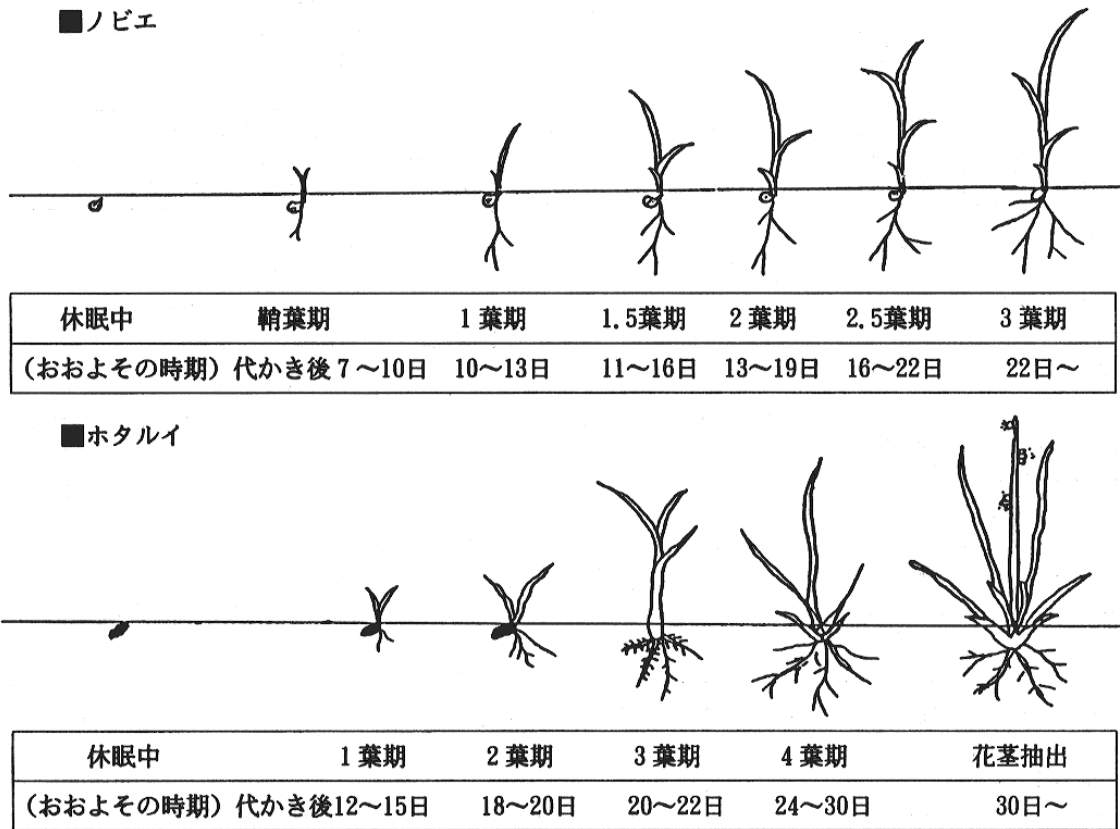 ■ノビエ
休眠中 鞘葉期 1葉期 1.5葉期 2葉期 2.5葉期 3葉期
（おおよその時期）代かき後7～10日 10～13日 11～16日 13～19日 16～22日 22日～
■ホタルイ
休眠中 1葉期 2葉期 3葉期 4葉期 花茎抽出
（おおよその時期）代かき後12～15日 18～20日 20～22日 24～30日 30日～